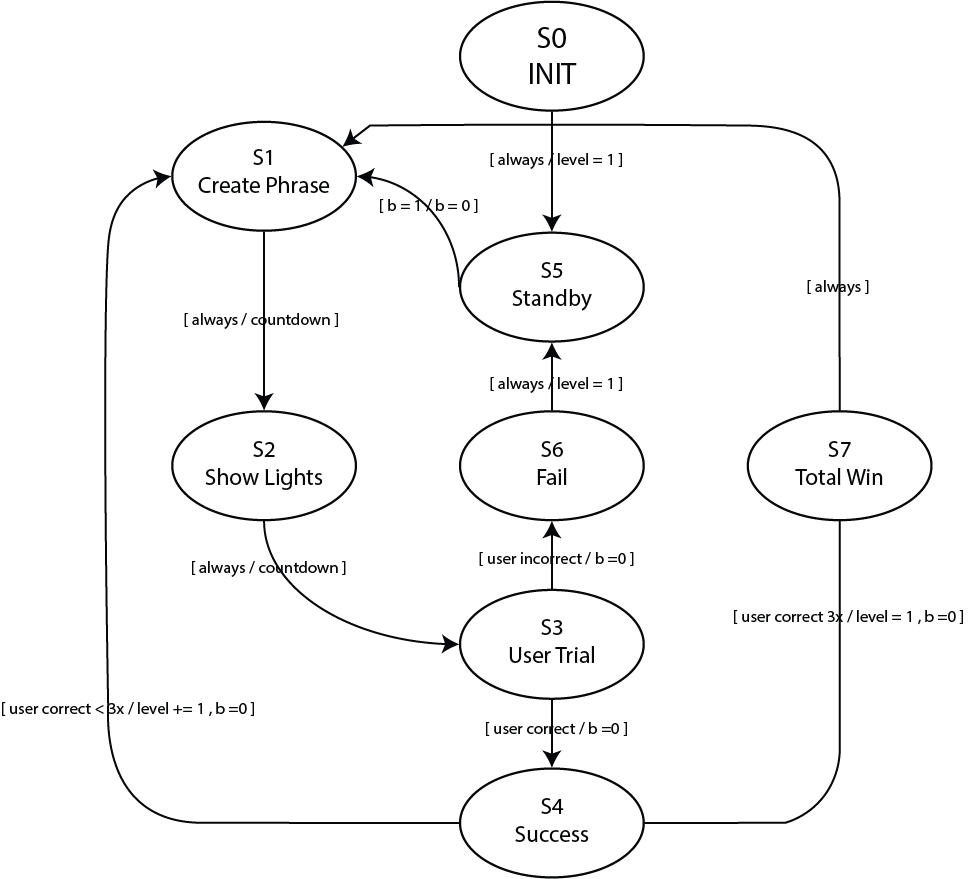 S0
INIT
S1
Create Phrase
[ always / level = 1 ]
[ b = 1 / b = 0 ]
S5
Standby
[ always ]
[ always / countdown ]
[ always / level = 1 ]
S2
Show Lights
S6
Fail
S7
Total Win
[ always / countdown ]
[ user incorrect / b =0 ]
[ user correct 3x / level = 1 , b =0 ]
S3
User Trial
[ user correct < 3x / level += 1 , b =0 ]
[ user correct / b =0 ]
S4
Success